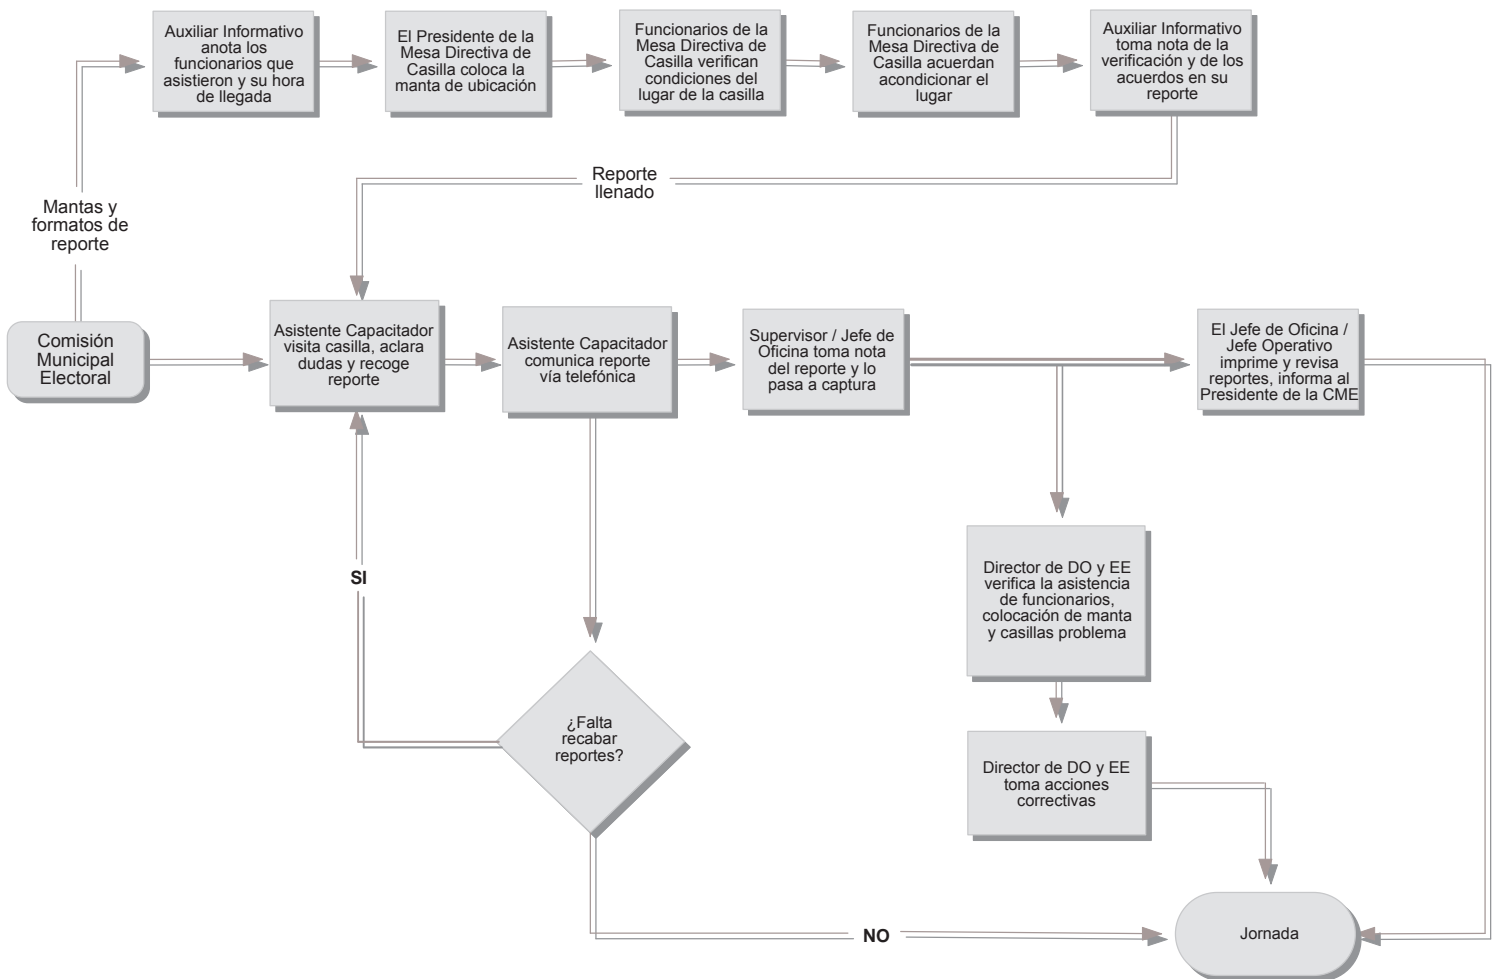 Auxiliar Informativo
anota los
funcionarios que
asistieron y su hora
de llegada
El Presidente de la
Mesa Directiva de
Casilla coloca la
manta de ubicación
Funcionarios de la
Mesa Directiva de
Casilla verifican
condiciones del
lugar de la casilla
Funcionarios de la
Mesa Directiva de
Casilla acuerdan
acondicionar el
lugar
Auxiliar Informativo
toma nota de la
verificación y de los
acuerdos en su
reporte
Reporte
llenado
Mantas y
formatos de
reporte
Comisión
Municipal
Electoral
Asistente Capacitador
visita casilla, aclara
dudas y recoge
reporte
Asistente Capacitador
comunica reporte
vía telefónica
Supervisor / Jefe de
Oficina toma nota
del reporte y lo
pasa a captura
El Jefe de Oficina /
Jefe Operativo
imprime y revisa
reportes, informa al
Presidente de la CME
SI
¿Falta
recabar
reportes?
Director de DO y EE
verifica la asistencia
de funcionarios,
colocación de manta
y casillas problema
Director de DO y EE
toma acciones
correctivas
NO
Jornada